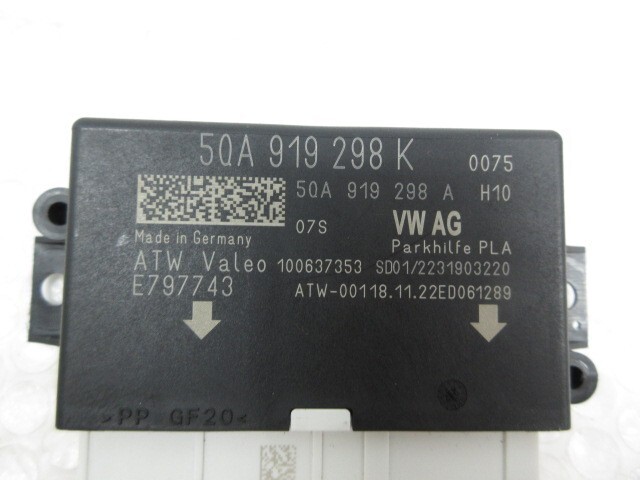 5QA 919 298 K 0075
5QA 919 298 A H10
07S VW AG
Made in Germany Parkhilfe PLA
ATW Valeo 100637353 SD01/2231903220
E797743 ATW-00118.11.22ED061289
>PP GF20<